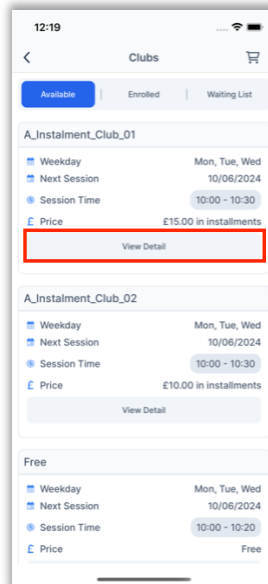 12:19
Clubs
Available | Enrolled | Waiting List
A_Instalment_Club_01
Weekday Mon, Tue, Wed
Next Session 10/06/2024
Session Time 10:00 - 10:30
£ Price £15.00 in installments
View Detail
A_Instalment_Club_02
Weekday Mon, Tue, Wed
Next Session 10/06/2024
Session Time 10:00 - 10:30
£ Price £10.00 in installments
View Detail
Free
Weekday Mon, Tue, Wed
Next Session 10/06/2024
Session Time 10:00 - 10:20
£ Price Free